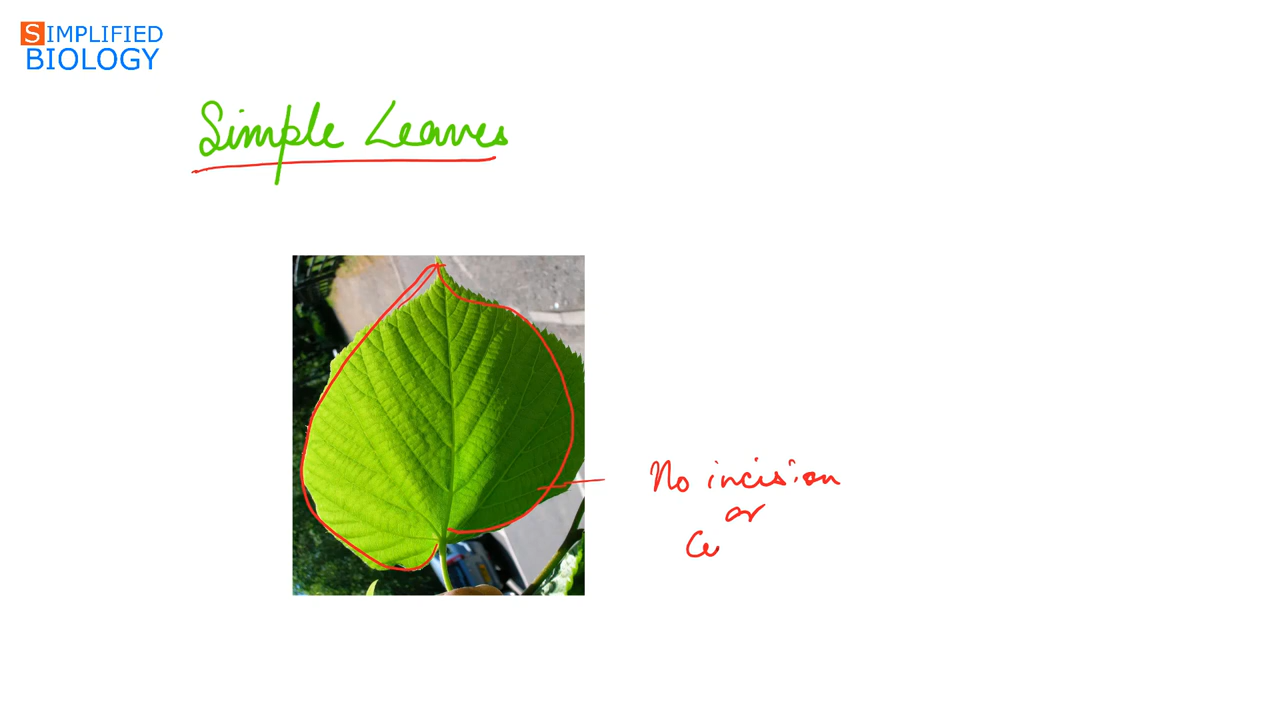 SIMPLIFIED
BIOLOGY
Simple Leaves
No incision
or